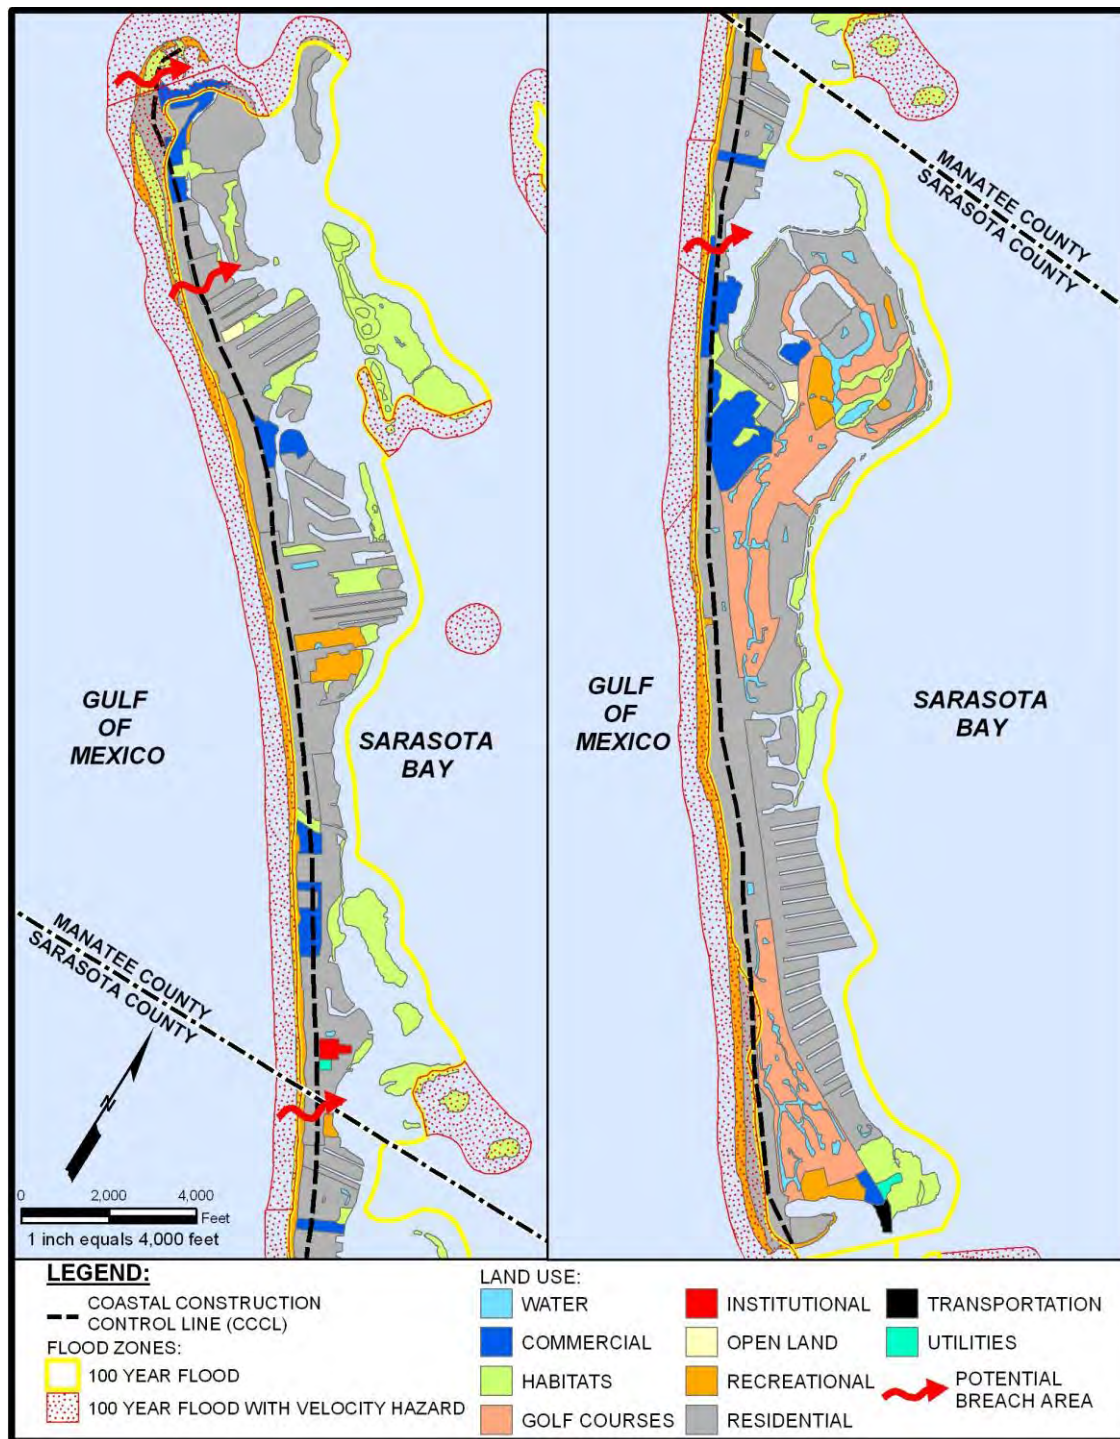 GULF
OF
MEXICO
SARASOTA
BAY
MANATEE COUNTY
SARASOTA COUNTY
N
0 2,000 4,000
Feet
1 inch equals 4,000 feet
MANATEE COUNTY
SARASOTA COUNTY
GULF
OF
MEXICO
SARASOTA
BAY
LEGEND:
COASTAL CONSTRUCTION
CONTROL LINE (CCCL)
FLOOD ZONES:
100 YEAR FLOOD
100 YEAR FLOOD WITH VELOCITY HAZARD
LAND USE:
WATER
COMMERCIAL
HABITATS
GOLF COURSES
INSTITUTIONAL
OPEN LAND
RECREATIONAL
RESIDENTIAL
TRANSPORTATION
UTILITIES
POTENTIAL
BREACH AREA